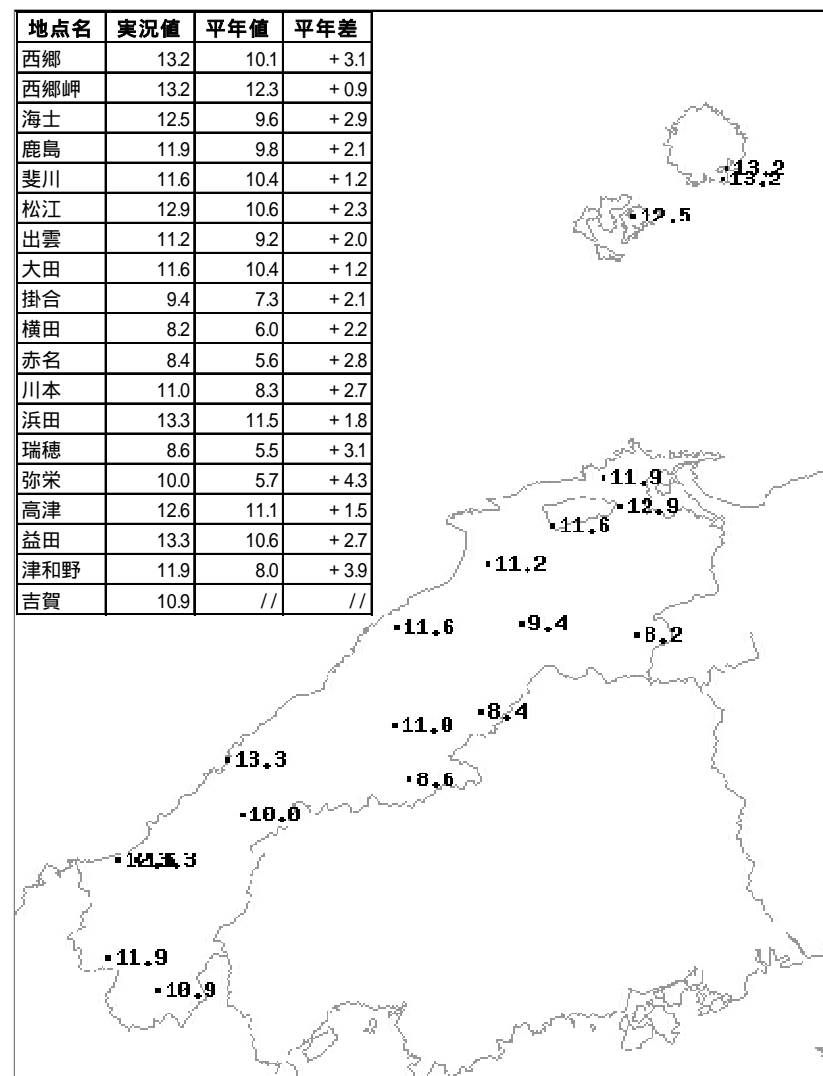 地点名 実況値 平年値 平年差
西郷 13.2 10.1 +3.1
西郷岬 13.2 12.3 +0.9
海士 12.5 9.6 +2.9
鹿島 11.9 9.8 +2.1
斐川 11.6 10.4 +1.2
松江 12.9 10.6 +2.3
出雲 11.2 9.2 +2.0
大田 11.6 10.4 +1.2
掛合 9.4 7.3 +2.1
横田 8.2 6.0 +2.2
赤名 8.4 5.6 +2.8
川本 11.0 8.3 +2.7
浜田 13.3 11.5 +1.8
瑞穂 8.6 5.5 +3.1
弥栄 10.0 5.7 +4.3
高津 12.6 11.1 +1.5
益田 13.3 10.6 +2.7
津和野 11.9 8.0 +3.9
吉賀 10.9 // //
13.2
13.2
12.5
11.9
12.9
11.6
11.2
11.6
9.4
8.2
8.4
11.0
13.3
8.6
10.0
11.9
10.9